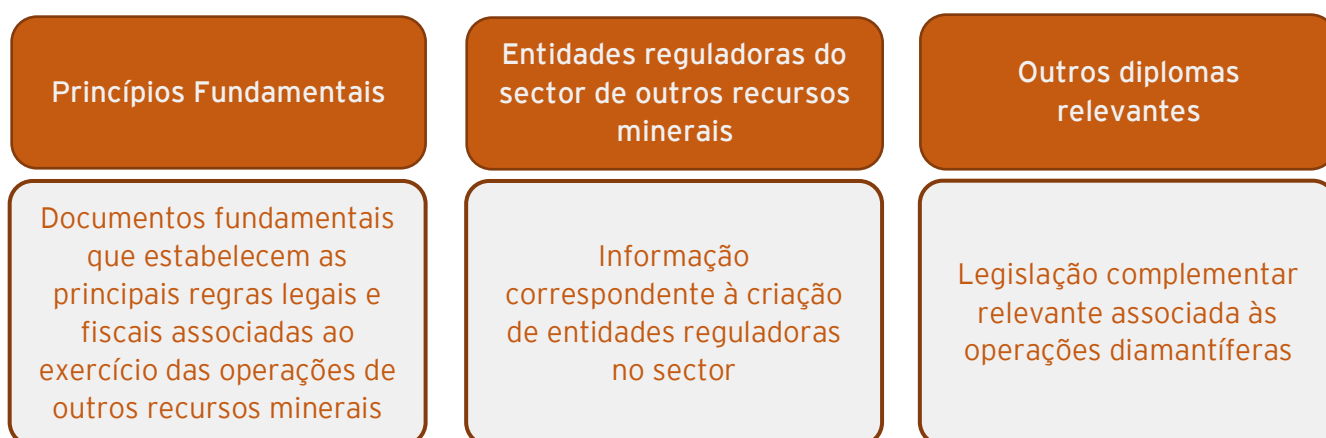 Princípios Fundamentais
Documentos fundamentais
que estabelecem as
principais regras legais e
fiscais associadas ao
exercício das operações de
outros recursos minerais
Entidades reguladoras do
sector de outros recursos
minerais
Informação
correspondente à criação
de entidades reguladoras
no sector
Outros diplomas
relevantes
Legislação complementar
relevante associada às
operações diamantíferas